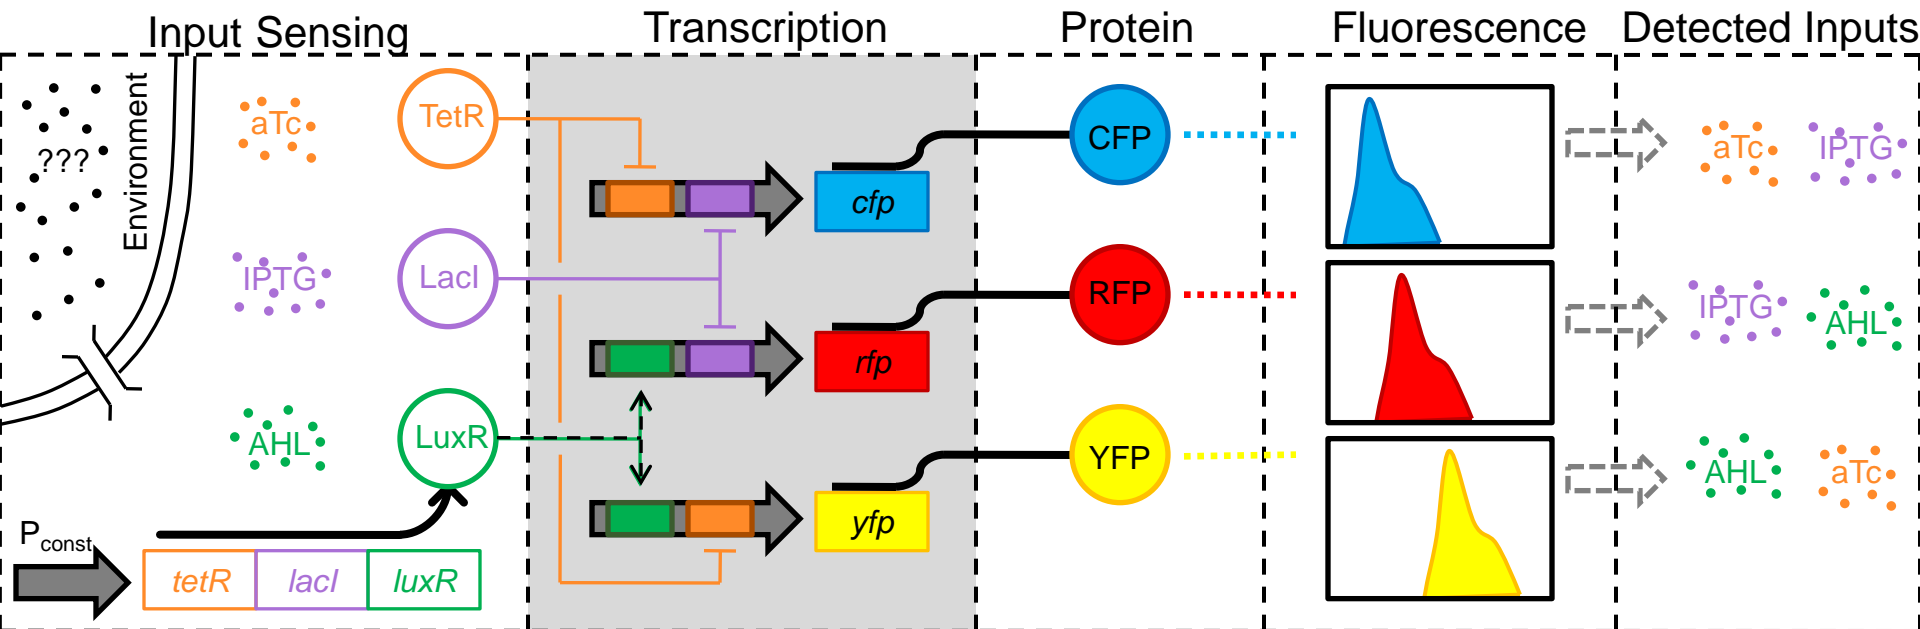 Input Sensing
Transcription
Protein
Fluorescence
Detected Inputs
Environment
???
aTc
TetR
IPTG
LacI
AHL
LuxR
Pconst
tetR
lacI
luxR
cfp
rfp
yfp
CFP
RFP
YFP
aTc
IPTG
IPTG
AHL
AHL
aTc